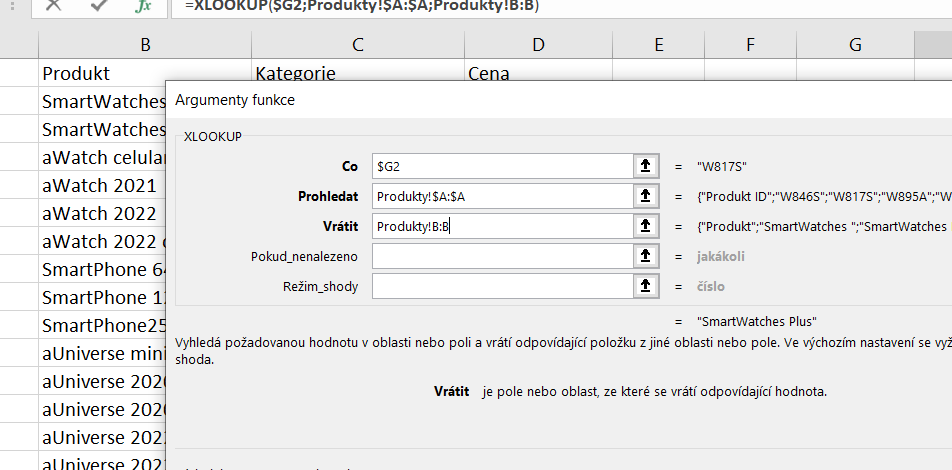 =XLOOKUP($G2;Produkty!$A:$A;Produkty!B:B)
B C D E F G
Produkt Kategorie Cena
SmartWatches
SmartWatches
aWatch celular
aWatch 2021
aWatch 2022
aWatch 2022
SmartPhone 64
SmartPhone 12
SmartPhone25
aUniverse mini
aUniverse 2020
aUniverse 2020
aUniverse 2022
aUniverse 202
Argumenty funkce
XLOOKUP
Co $G2 = "W817S"
Prohledat Produkty!$A:$A = {"Produkt ID";"W846S";"W817S";"W895A";"W
Vrátit Produkty!B:B = {"Produkt";"SmartWatches ";"SmartWatches
Pokud_nenalezeno = jakákoli
Režim_shody = číslo
= "SmartWatches Plus"
Vyhledá požadovanou hodnotu v oblasti nebo poli a vrátí odpovídající položku z jiné oblasti nebo pole. Ve výchozím nastavení se vyž
shoda.
Vrátit je pole nebo oblast, ze které se vrátí odpovídající hodnota.